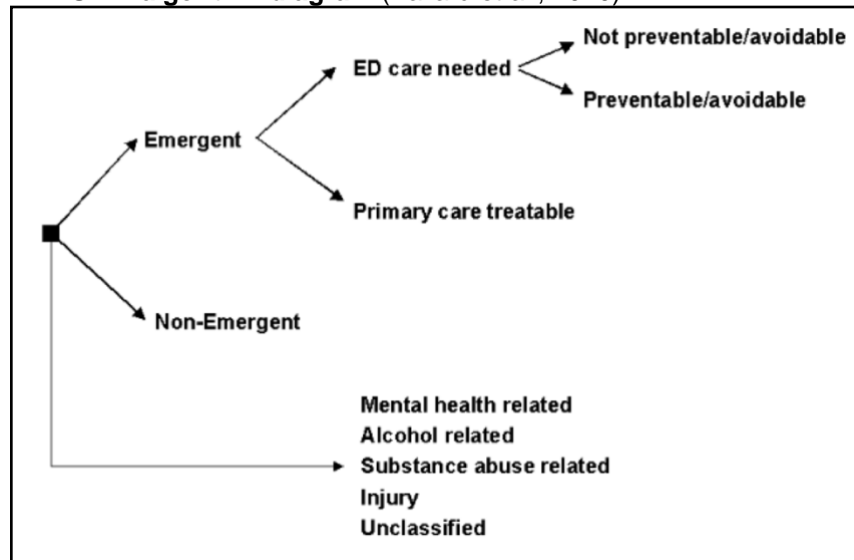 Not preventable/avoidable
ED care needed
Preventable/avoidable
Emergent
Primary care treatable
Non-Emergent
Mental health related
Alcohol related
Substance abuse related
Injury
Unclassified